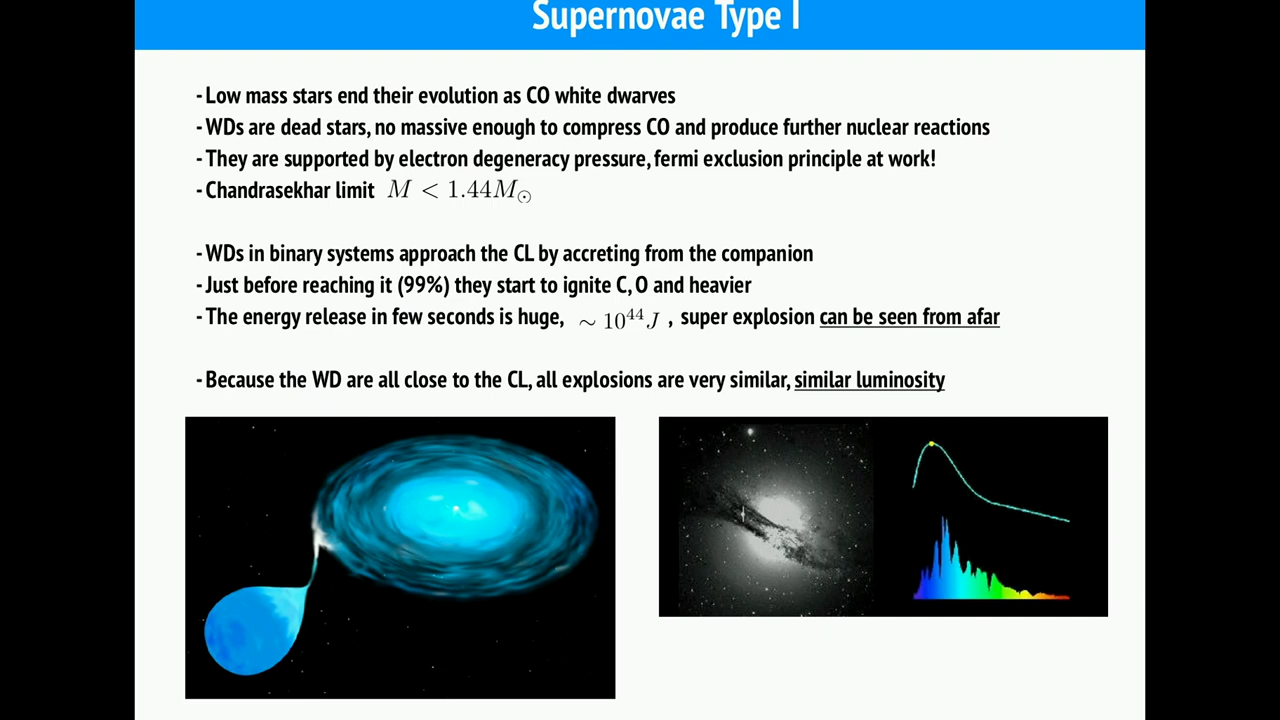 Supernovae Type I
- Low mass stars end their evolution as CO white dwarves
- WDs are dead stars, no massive enough to compress CO and produce further nuclear reactions
- They are supported by electron degeneracy pressure, fermi exclusion principle at work!
- Chandrasekhar limit M < 1.44M⊙
- WDs in binary systems approach the CL by accreting from the companion
- Just before reaching it (99%) they start to ignite C, O and heavier
- The energy release in few seconds is huge, ∼ 10⁴⁴J , super explosion can be seen from afar
- Because the WD are all close to the CL, all explosions are very similar, similar luminosity